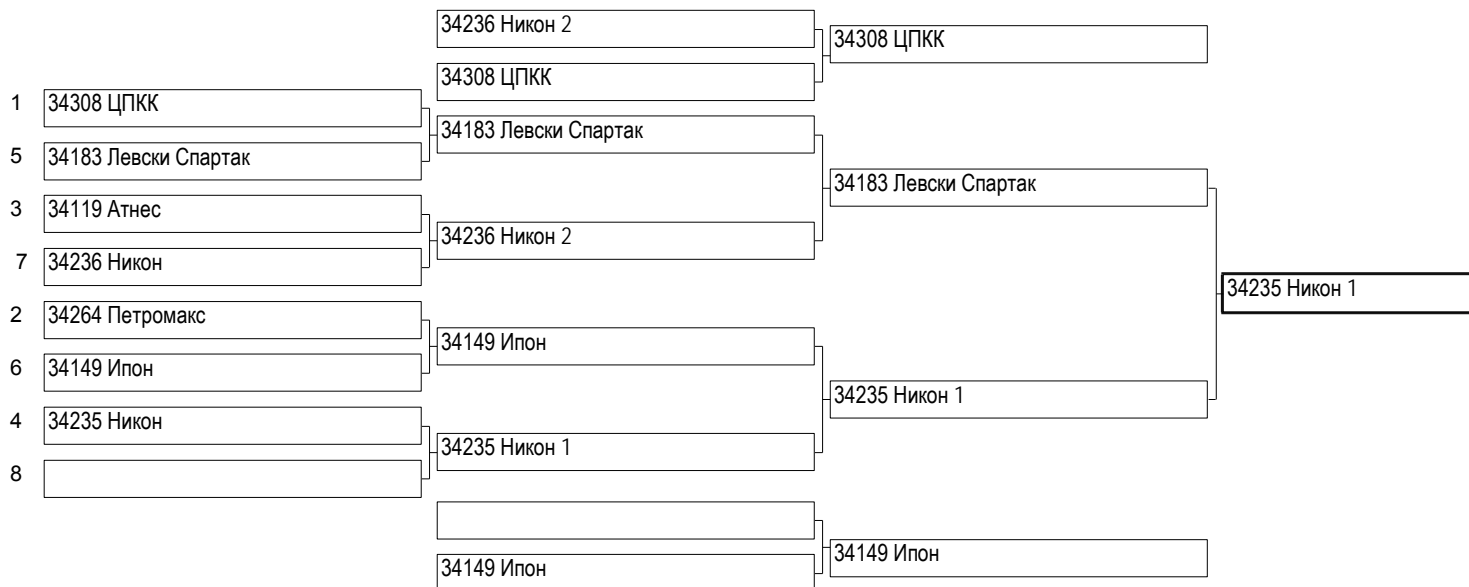 34236 Никон 2
34308 ЦПКК
34308 ЦПКК
1 34308 ЦПКК
34183 Левски Спартак
5 34183 Левски Спартак
34183 Левски Спартак
3 34119 Атнес
34236 Никон 2
7 34236 Никон
34235 Никон 1
2 34264 Петромакс
34149 Ипон
6 34149 Ипон
34235 Никон 1
4 34235 Никон
34235 Никон 1
8
34149 Ипон
34149 Ипон